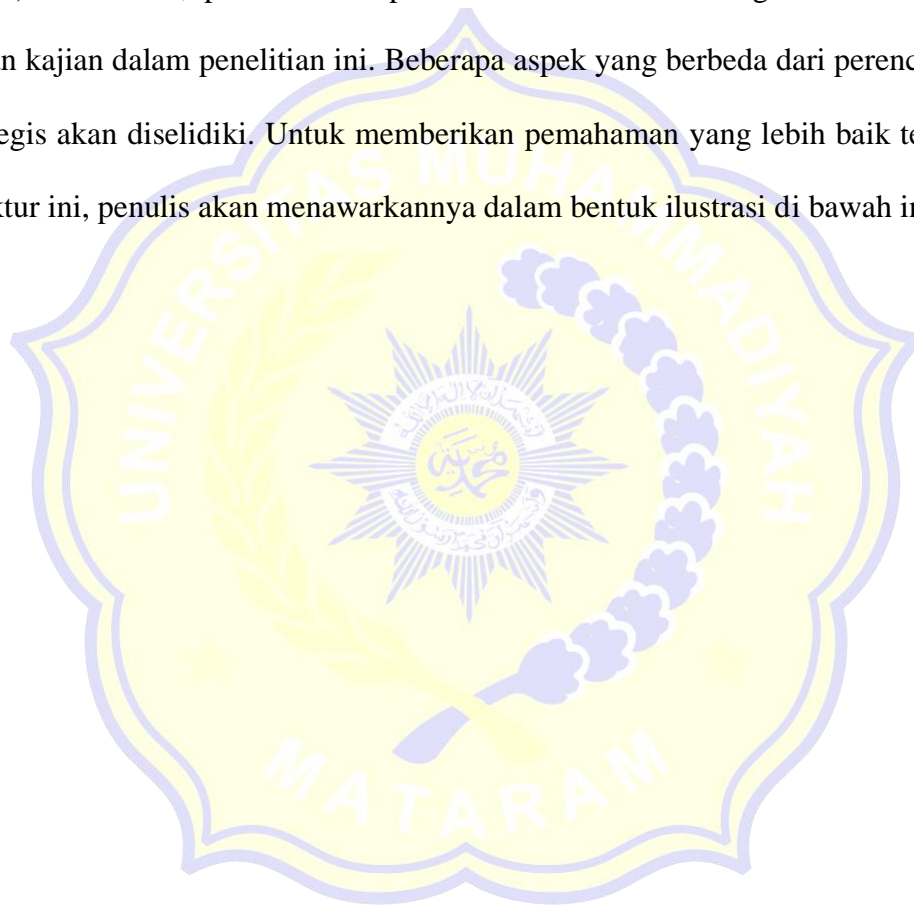 n kajian dalam penelitian ini. Beberapa aspek yang berbeda dari perenc
egis akan diselidiki. Untuk memberikan pemahaman yang lebih baik te
ktur ini, penulis akan menawarkannya dalam bentuk ilustrasi di bawah in
UNIVERSITAS MUHAMMADIYAH
MATARAM